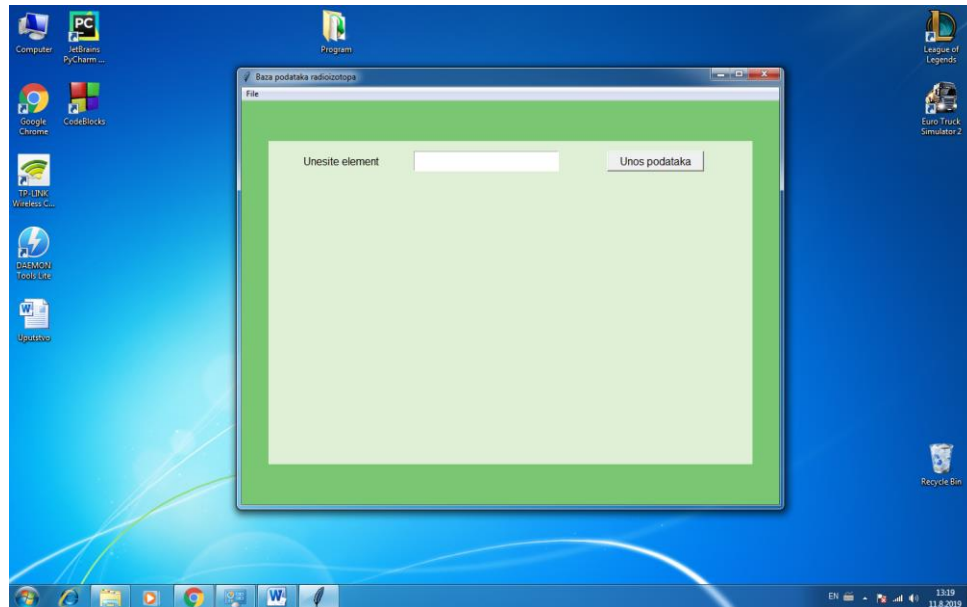 Computer
JetBrains
PyCharm ...
Program
League of
Legends
Baza podataka radioizotopa
File
Unesite element
Unos podataka
Google
Chrome
CodeBlocks
Euro Truck
Simulator 2
TP-LINK
Wireless C...
DAEMON
Tools Lite
Uputstvo
Recycle Bin
EN
13:19
11.8.2019